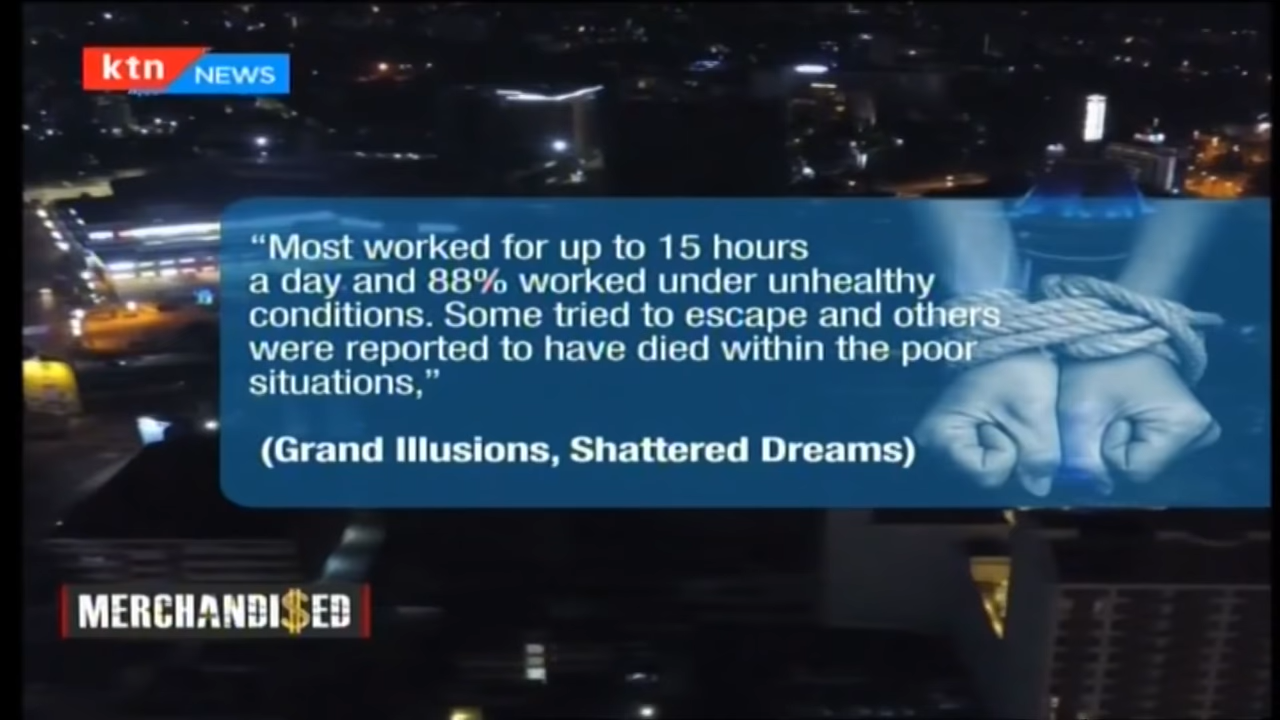 ktn NEWS
“Most worked for up to 15 hours
a day and 88% worked under unhealthy
conditions. Some tried to escape and others
were reported to have died within the poor
situations,”
(Grand Illusions, Shattered Dreams)
MERCHANDI$ED